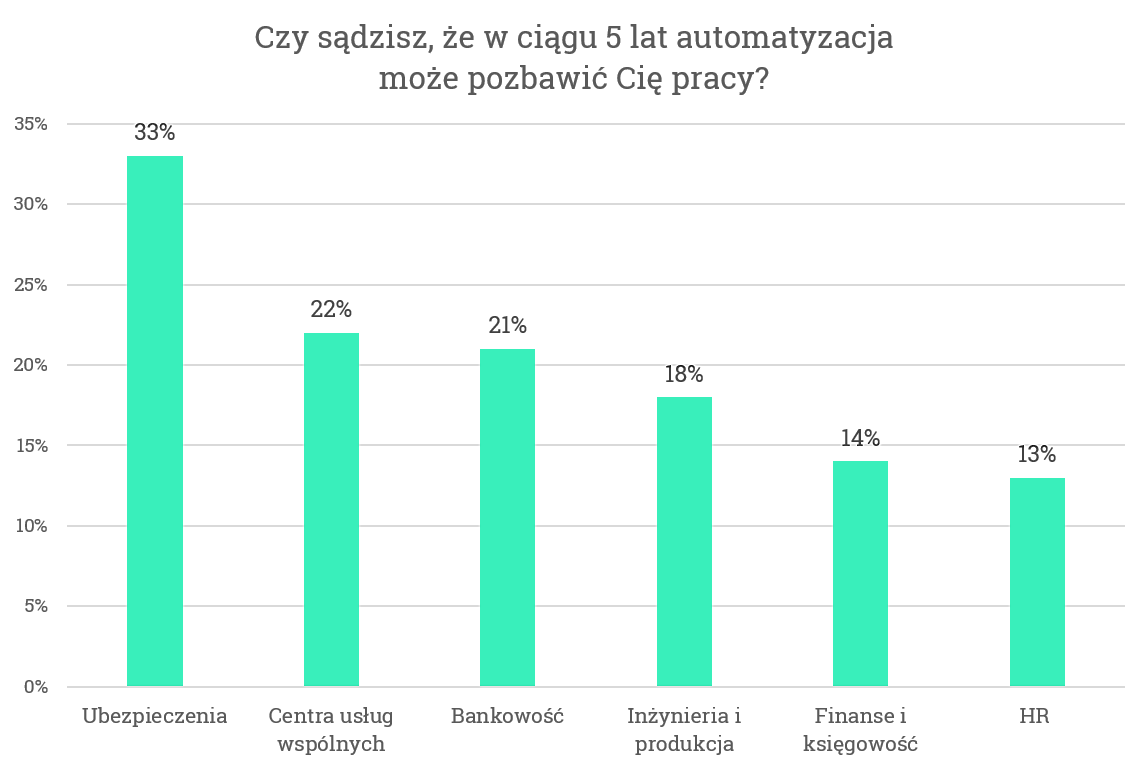 Czy sądzisz, że w ciągu 5 lat automatyzacja
może pozbawić Cię pracy?
35%
30%
25%
20%
15%
10%
5%
0%
33%
22%
21%
18%
14%
13%
Ubezpieczenia
Centra usług
wspólnych
Bankowość
Inżynieria i
produkcja
Finanse i
księgowość
HR